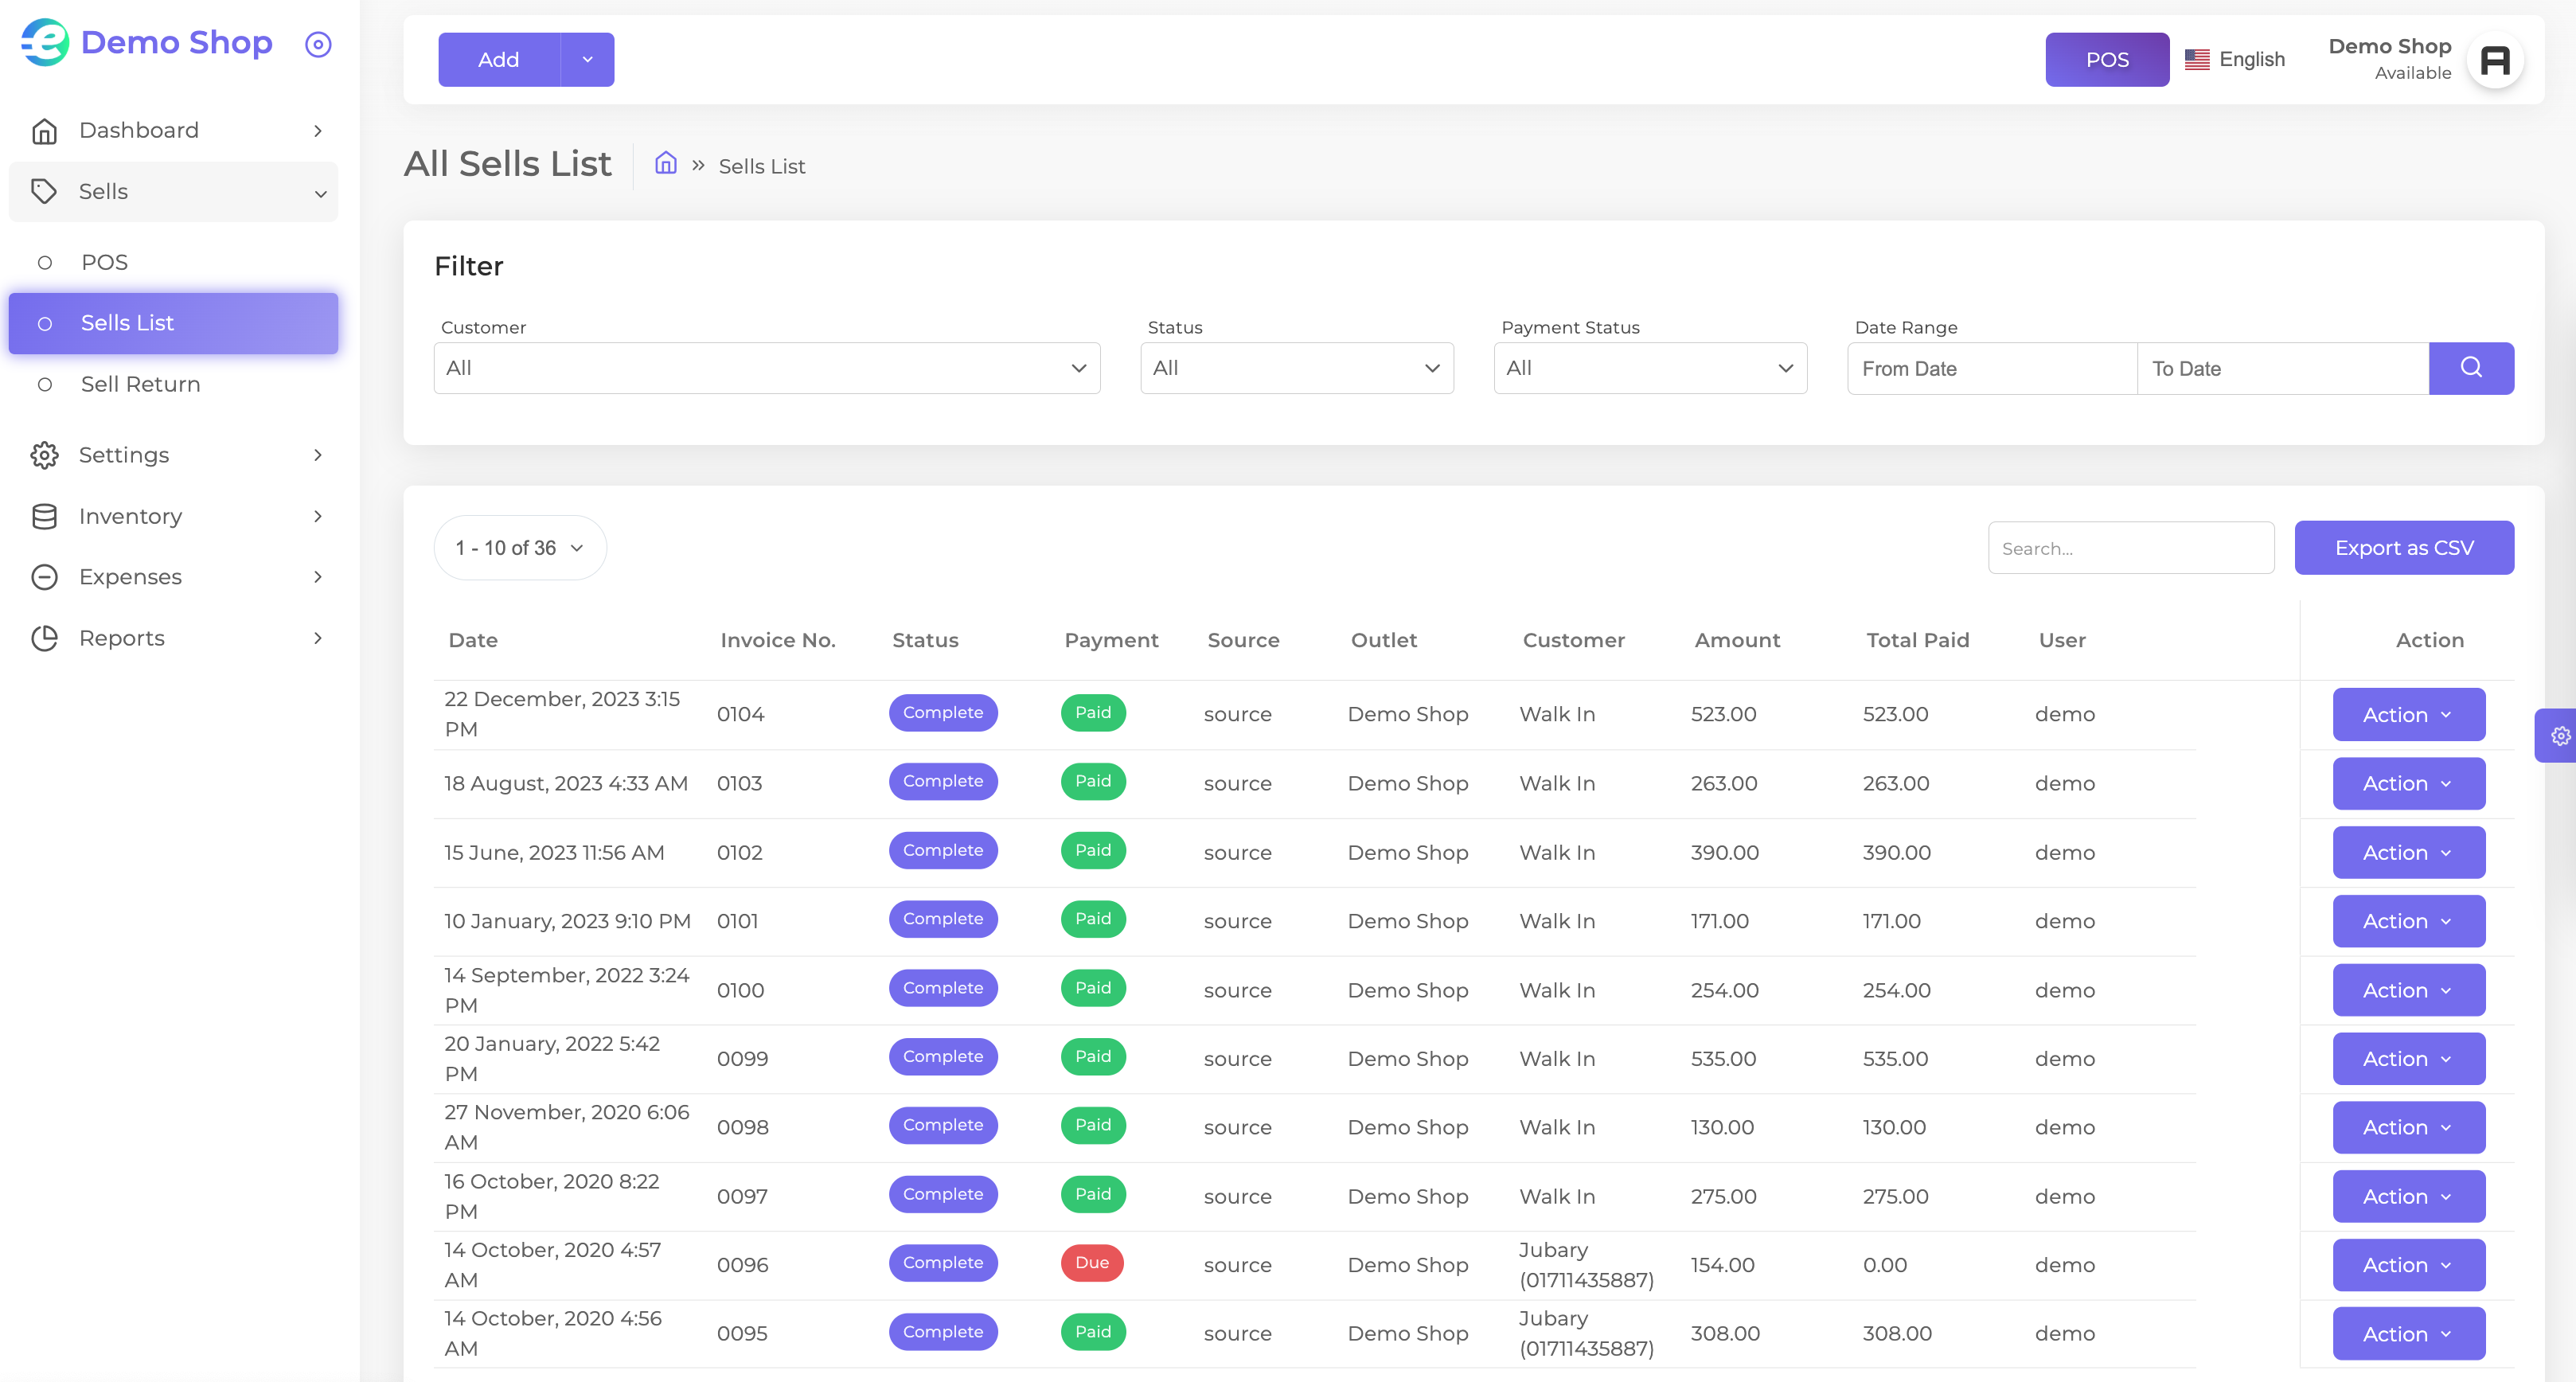 Demo Shop
Dashboard
Sells
POS
Sells List
Sell Return
Settings
Inventory
Expenses
Reports
Add
POS
English
Demo Shop
Available
All Sells List
» Sells List
Filter
Customer Status Payment Status Date Range
All All All From Date To Date
1 - 10 of 36 Search... Export as CSV
Date Invoice No. Status Payment Source Outlet Customer Amount Total Paid User Action
22 December, 2023 3:15
PM 0104 Complete Paid source Demo Shop Walk In 523.00 523.00 demo Action
18 August, 2023 4:33 AM 0103 Complete Paid source Demo Shop Walk In 263.00 263.00 demo Action
15 June, 2023 11:56 AM 0102 Complete Paid source Demo Shop Walk In 390.00 390.00 demo Action
10 January, 2023 9:10 PM 0101 Complete Paid source Demo Shop Walk In 171.00 171.00 demo Action
14 September, 2022 3:24
PM 0100 Complete Paid source Demo Shop Walk In 254.00 254.00 demo Action
20 January, 2022 5:42
PM 0099 Complete Paid source Demo Shop Walk In 535.00 535.00 demo Action
27 November, 2020 6:06
AM 0098 Complete Paid source Demo Shop Walk In 130.00 130.00 demo Action
16 October, 2020 8:22
PM 0097 Complete Paid source Demo Shop Walk In 275.00 275.00 demo Action
14 October, 2020 4:57
AM 0096 Complete Due source Demo Shop Jubary
(01711435887) 154.00 0.00 demo Action
14 October, 2020 4:56
AM 0095 Complete Paid source Demo Shop Jubary
(01711435887) 308.00 308.00 demo Action